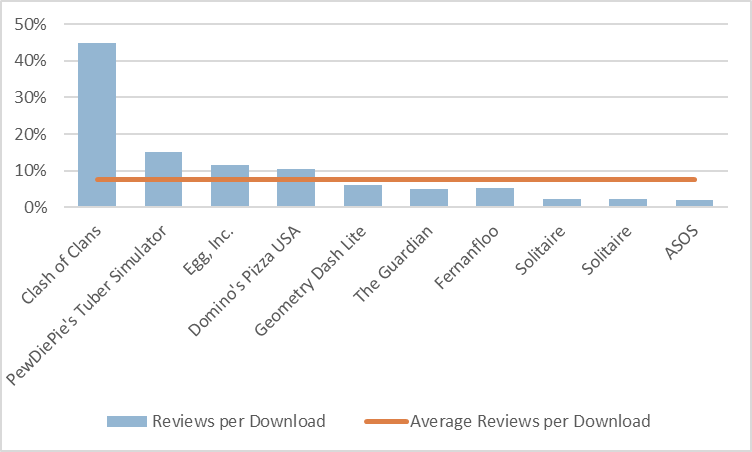 50%
40%
30%
20%
10%
0%
Clash of Clans
PewDiePie's Tuber Simulator
Egg, Inc.
Domino's Pizza USA
Geometry Dash Lite
The Guardian
Fernanfloo
Solitaire
Solitaire
ASOS
Reviews per Download
Average Reviews per Download